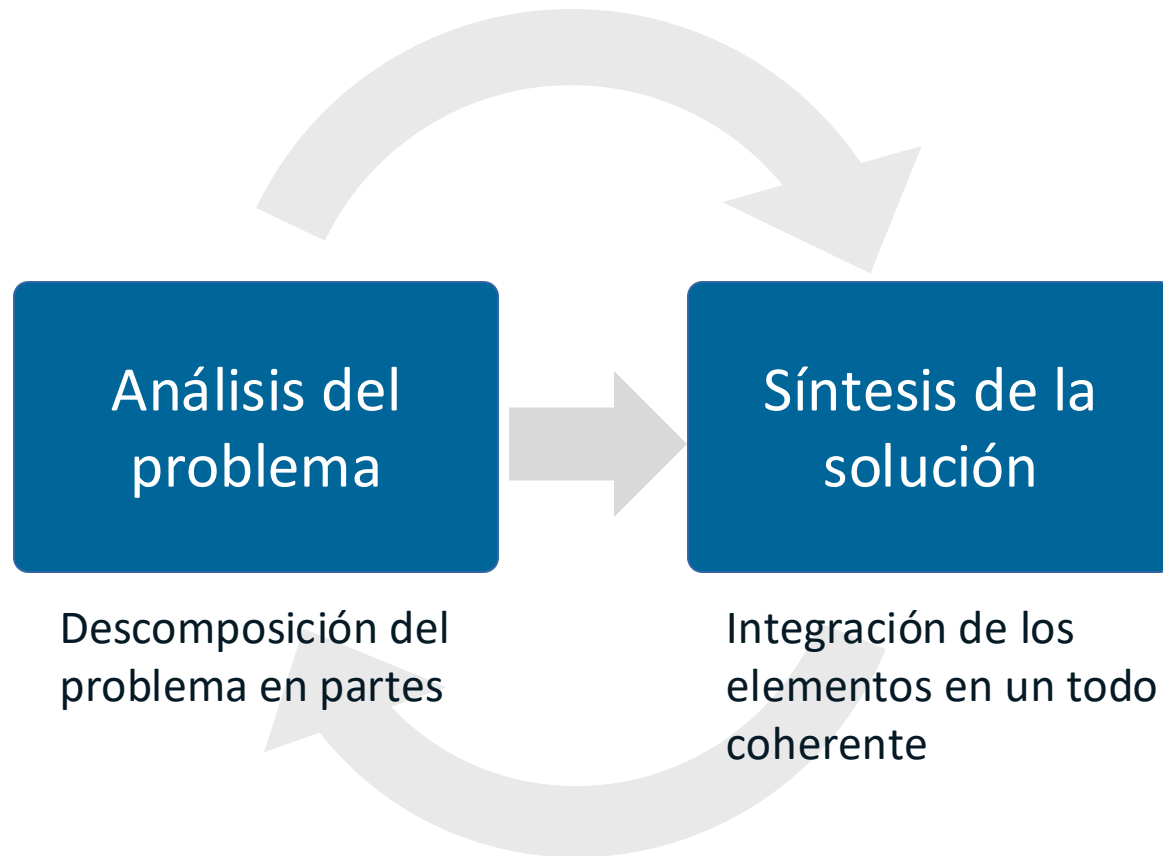 Análisis del
problema
Síntesis de la
solución
Descomposición del
problema en partes
Integración de los
elementos en un todo
coherente